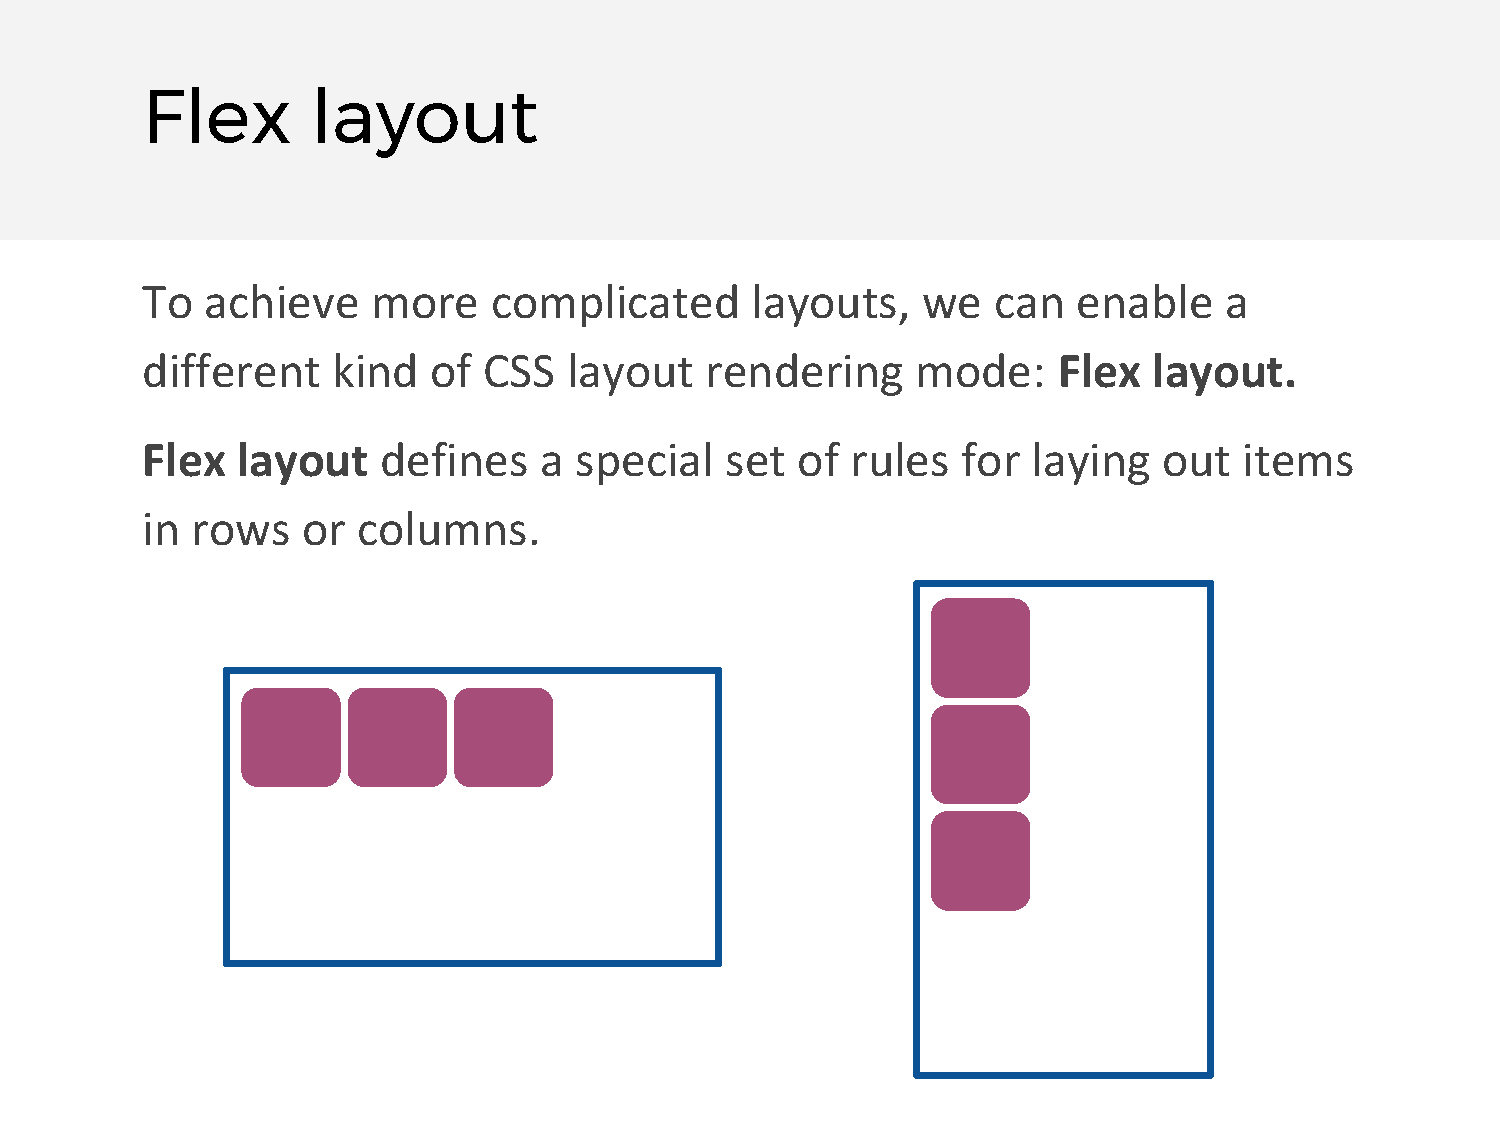 Flex layout
To achieve more complicated layouts, we can enable a
different kind of CSS layout rendering mode: Flex layout.
Flex layout defines a special set of rules for laying out items
in rows or columns.